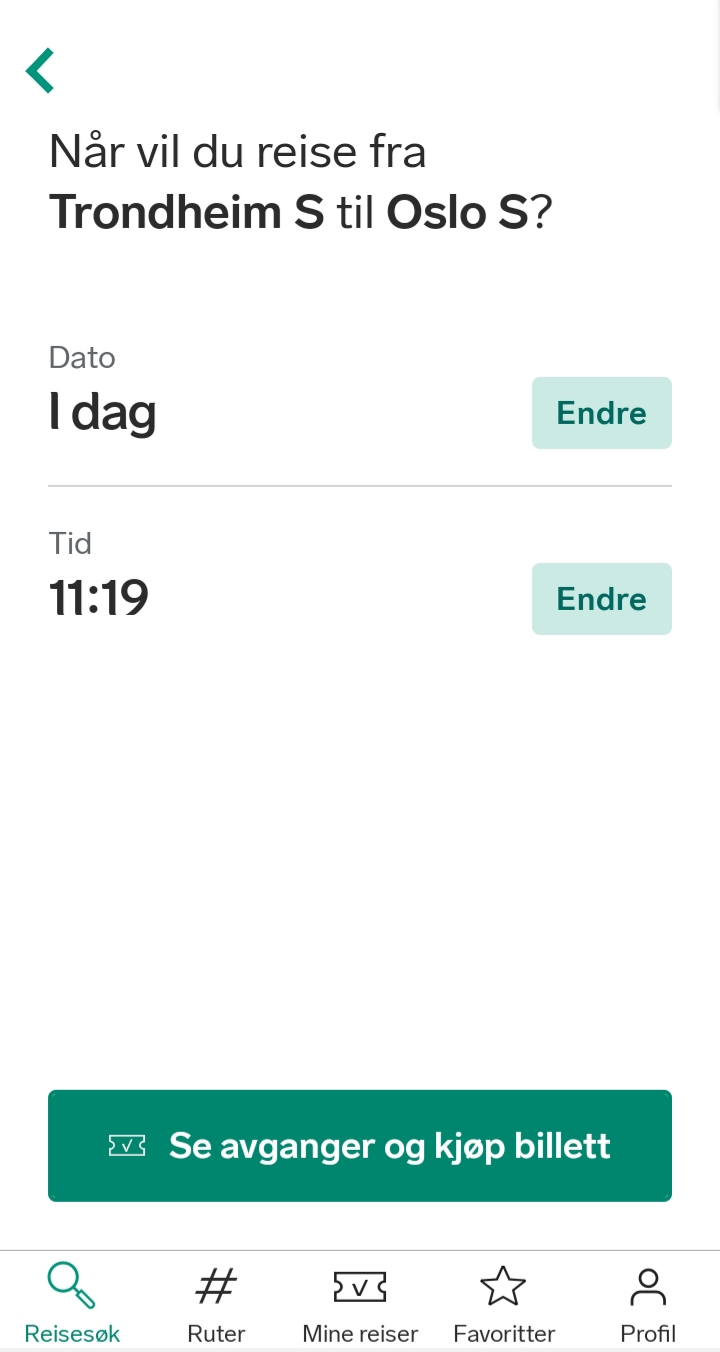 Når vil du reise fra
Trondheim S til Oslo S?
Dato
I dag
Endre
Tid
11:19
Endre
Se avganger og kjøp billett
Reisesøk
Ruter
Mine reiser
Favoritter
Profil